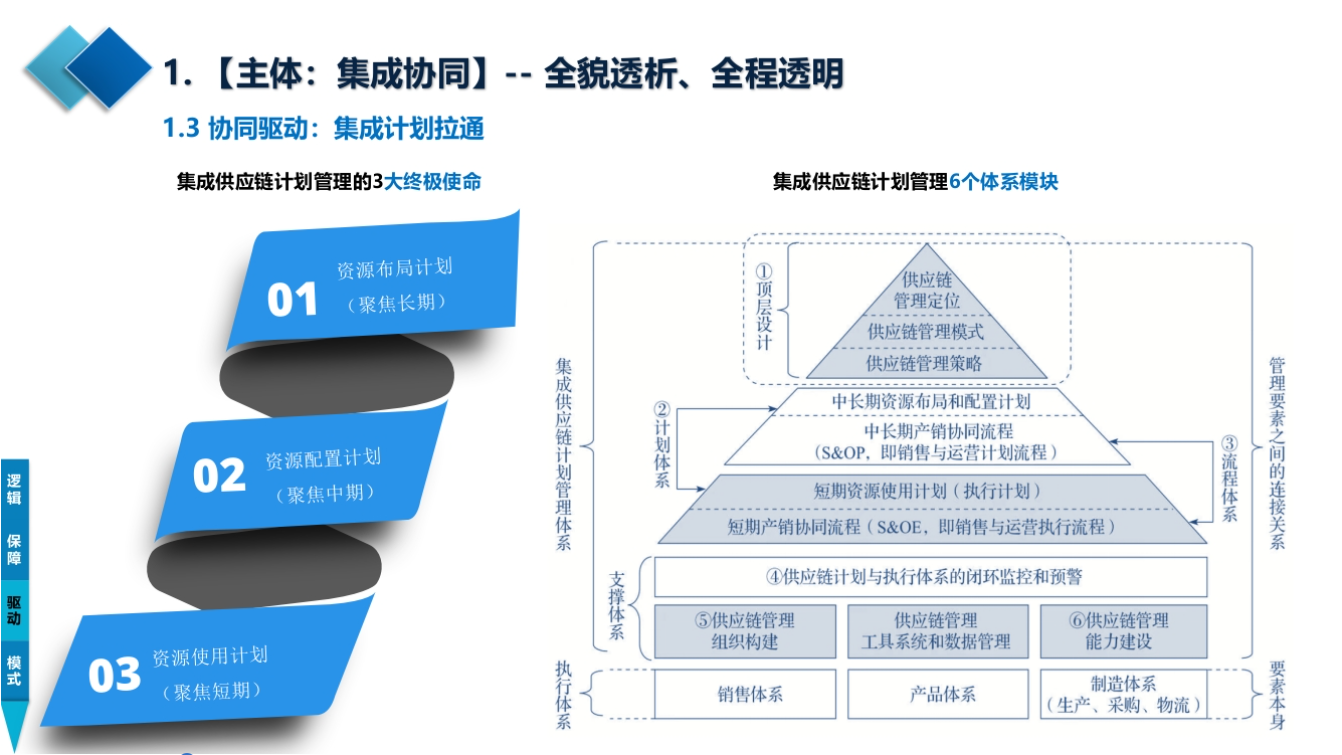 1. 【主体：集成协同】-- 全貌透析、全程透明
1.3 协同驱动：集成计划拉通
集成供应链计划管理的3大终极使命
01
资源布局计划
（聚焦长期）
02
资源配置计划
（聚焦中期）
03
资源使用计划
（聚焦短期）
逻辑
保障
驱动
模式
集成供应链计划管理6个体系模块
集成供应链计划管理体系
①顶层设计
供应链
管理定位
供应链管理模式
供应链管理策略
②计划体系
中长期资源布局和配置计划
中长期产销协同流程
（S&OP，即销售与运营计划流程）
短期资源使用计划（执行计划）
短期产销协同流程（S&OE，即销售与运营执行流程）
③流程体系
管理要素之间的连接关系
支撑体系
④供应链计划与执行体系的闭环监控和预警
⑤供应链管理
组织构建
供应链管理
工具系统和数据管理
⑥供应链管理
能力建设
执行体系
销售体系
产品体系
制造体系
（生产、采购、物流）
要素本身